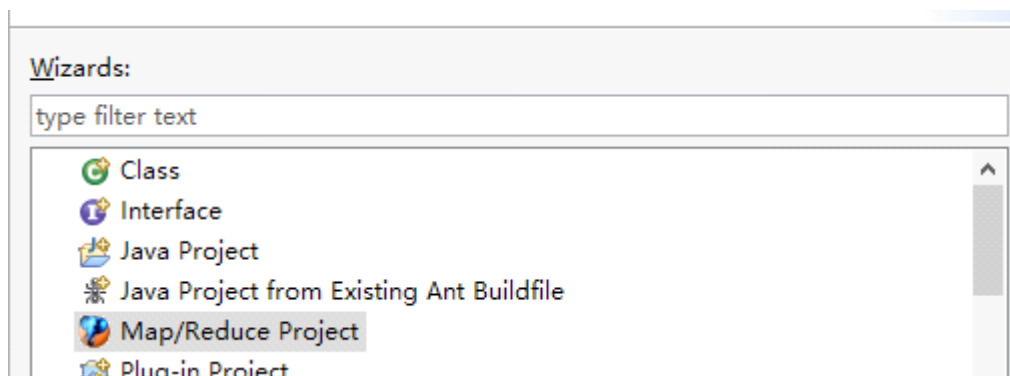 Wizards:
type filter text
Class
Interface
Java Project
Java Project from Existing Ant Buildfile
Map/Reduce Project
Plug-in Project